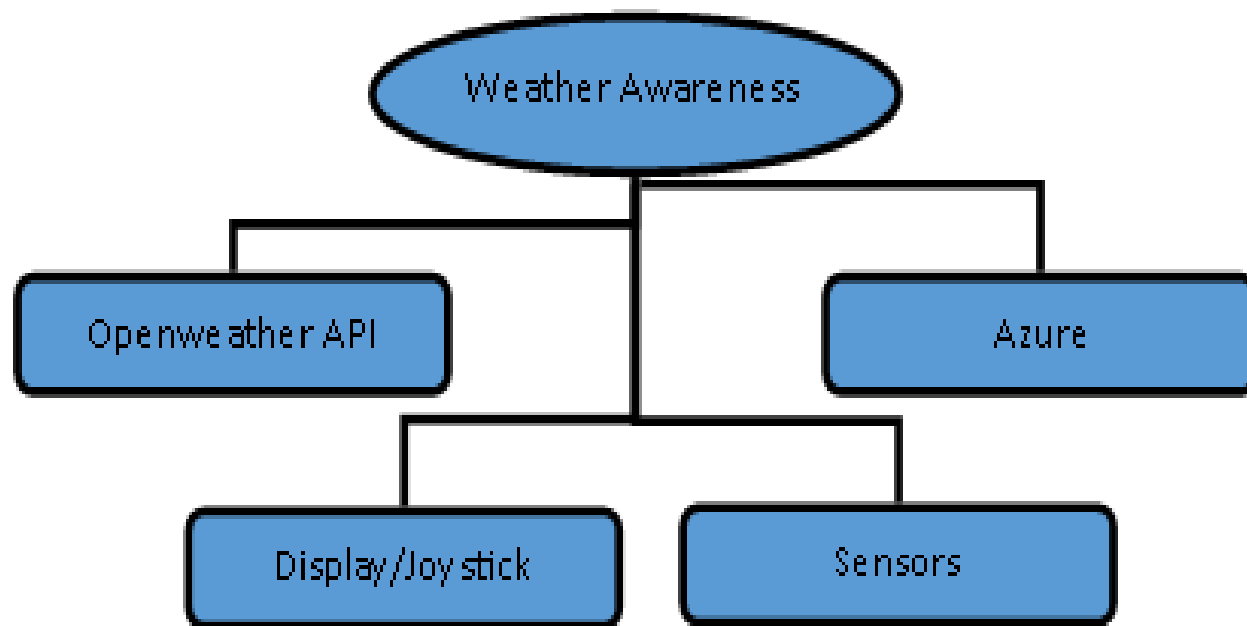 Weather Awareness
Openweather API
Azure
Display/Joystick
Sensors